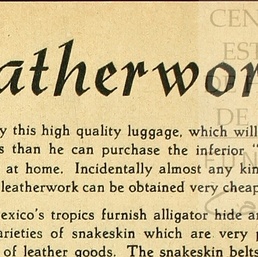 atherwor
y this high quality luggage, which will
s than he can purchase the inferior "
at home. Incidentally almost any kin
leatherwork can be obtained very cheap
exico's tropics furnish alligator hide an
arieties of snakeskin which are very p
of leather goods. The snakeskin belts
CEN
EST
DE
FUN